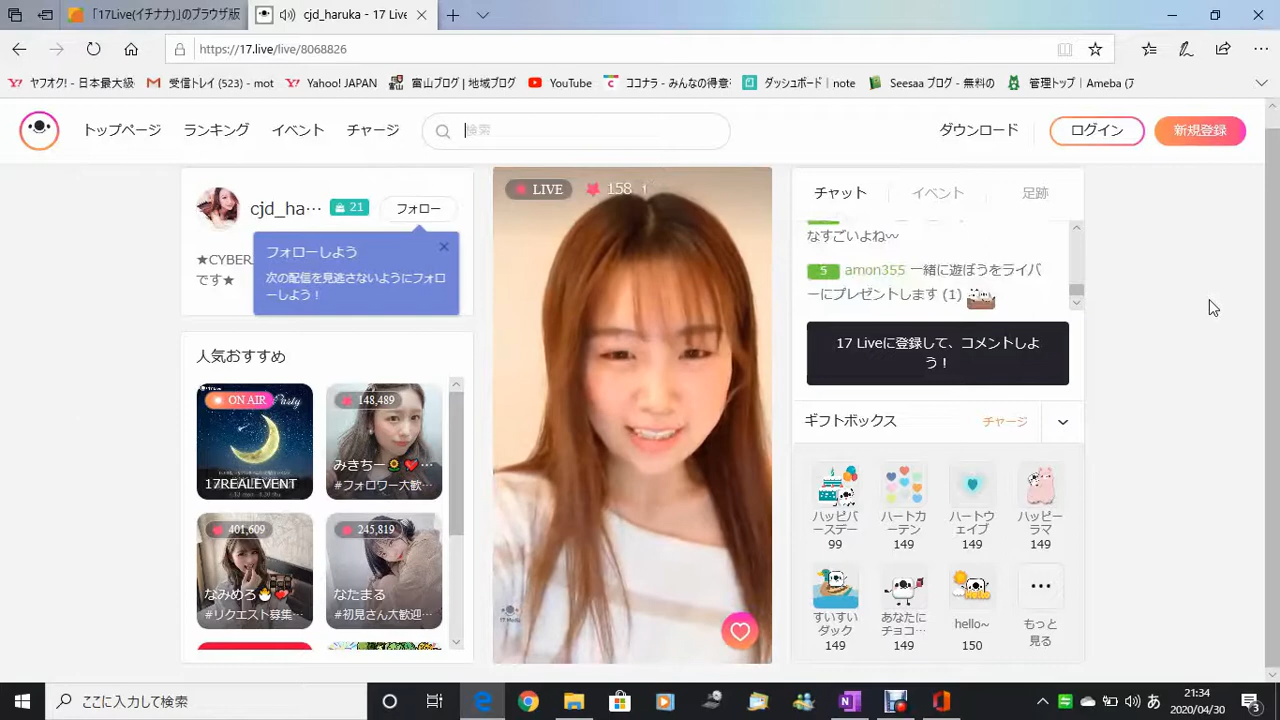 「17Live(イチナナ)」のブラウザ版
cjd_haruka - 17 Live
https://17.live/live/8068826
ヤフオク! - 日本最大級
受信トレイ (523) - mot
Yahoo! JAPAN
富山ブログ | 地域ブログ
YouTube
ココナラ - みんなの得意
ダッシュボード | note
Seesaa ブログ - 無料の
管理トップ | Ameba (ア
トップページ
ランキング
イベント
チャージ
検索
ダウンロード
ログイン
新規登録
cjd_ha…
21
フォロー
★CYBER
です★
フォローしよう
次の配信を見逃さないようにフォロ
ーしよう！
人気おすすめ
ON AIR
17REALEVENT
148,489
みきちー🌻❤…
#フォロワー大歓…
401,609
なみめろ
#リクエスト募集…
245,819
なたまる
#初見さん大歓迎…
LIVE
158
17 Media
チャット
イベント
足跡
なすごいよね〰
5 amon355 一緒に遊ぼうをライバ
ーにプレゼントします (1)
17 Liveに登録して、コメントしよ
う！
ギフトボックス
チャージ
ハッピバ
ースデー
99
ハートカ
ーテン
149
ハートウ
ェイブ
149
ハッピー
ラマ
149
すいすい
ダック
149
あなたに
チョコ…
149
hello~
150
もっと
見る
ここに入力して検索
あ
21:34
2020/04/30
3